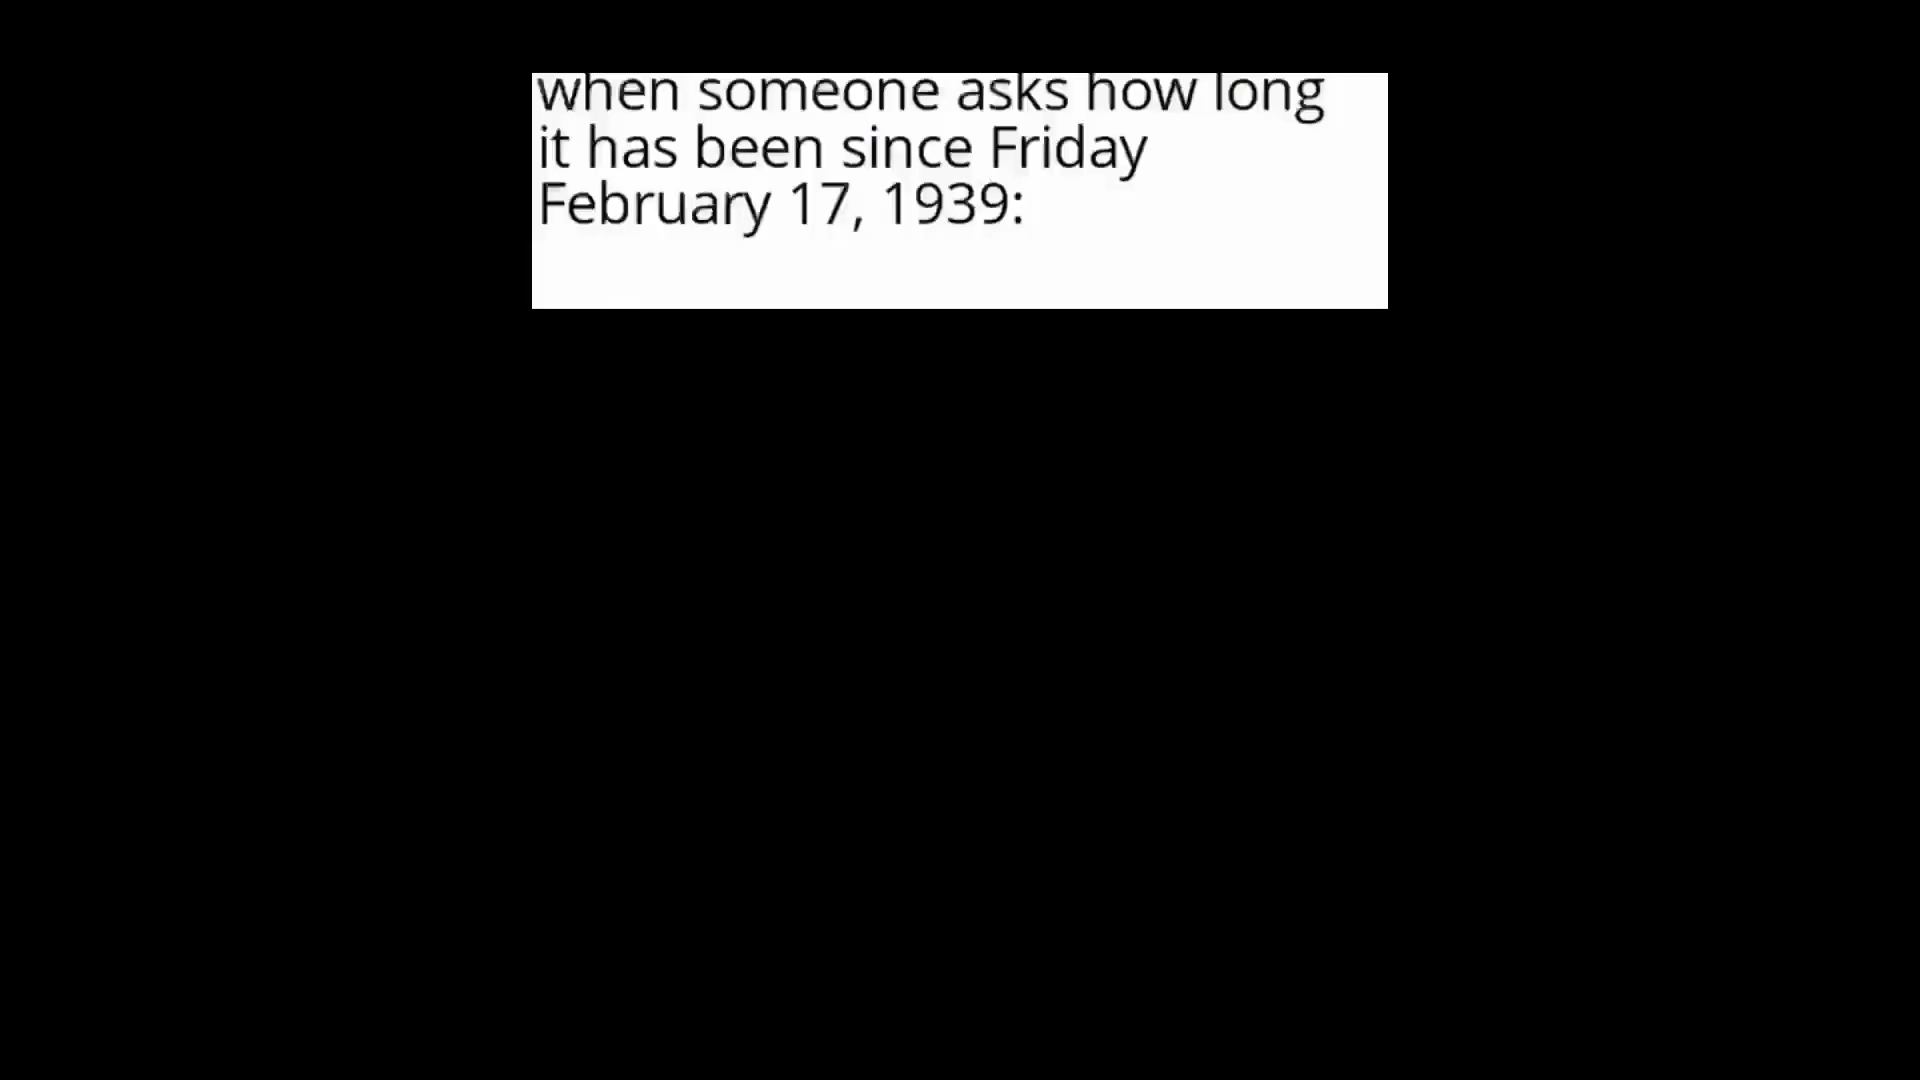 when someone asks how long
it has been since Friday
February 17, 1939: